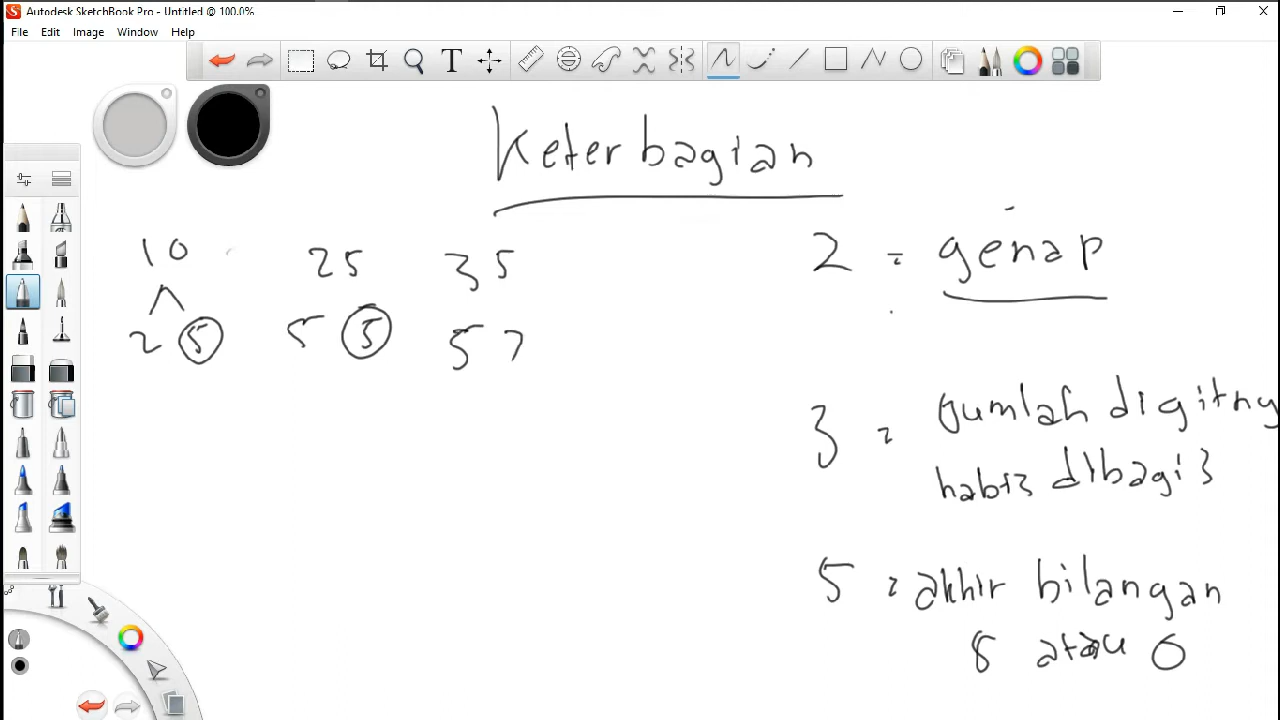 Autodesk SketchBook Pro - Untitled @ 100.0%
File Edit Image Window Help
T
Keterbagian
10 25 35
2 5 5 5 5 7
2 = genap
3 = Jumlah digitny
habis dibagi 3
5 = akhir bilangan
8 atau 0